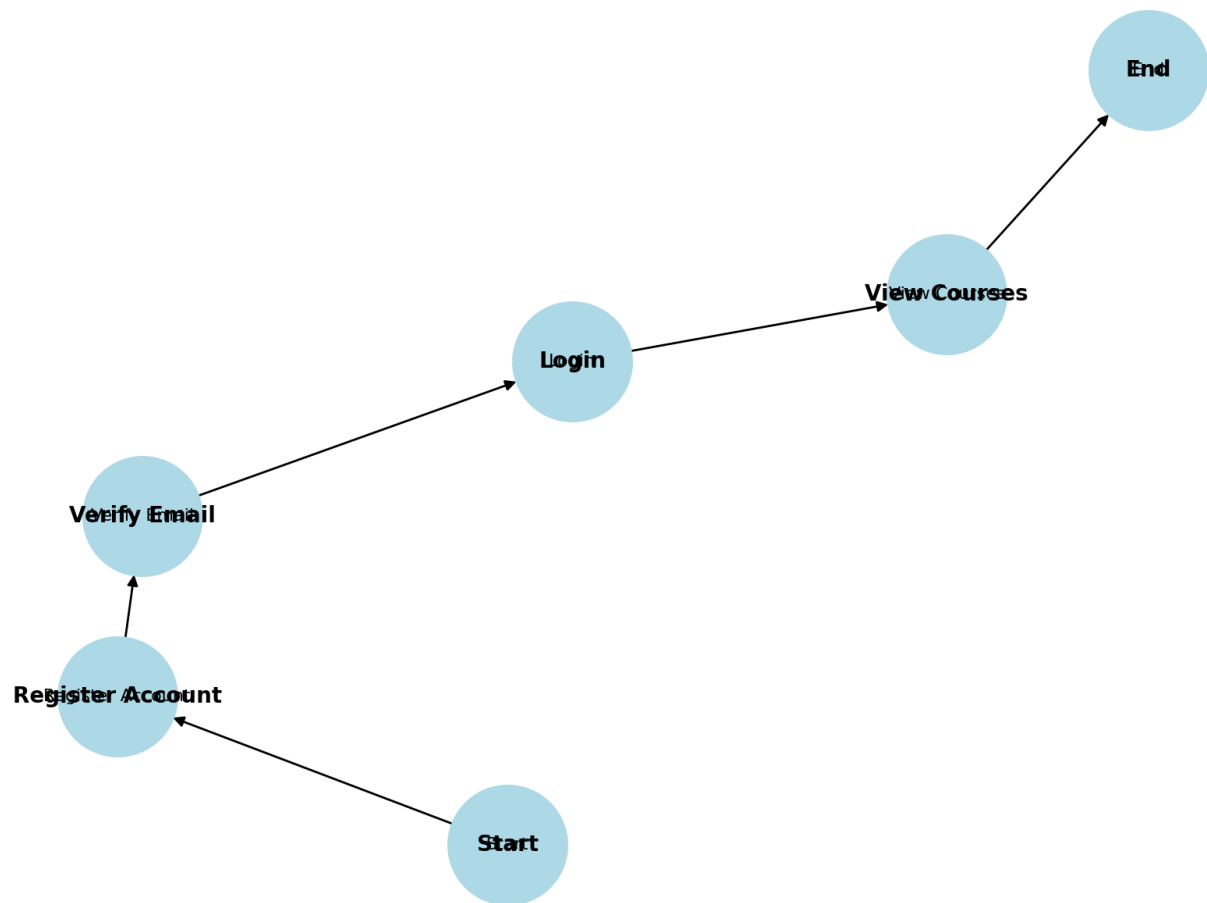 End
View Courses
Login
Verify Email
Register Account
Start